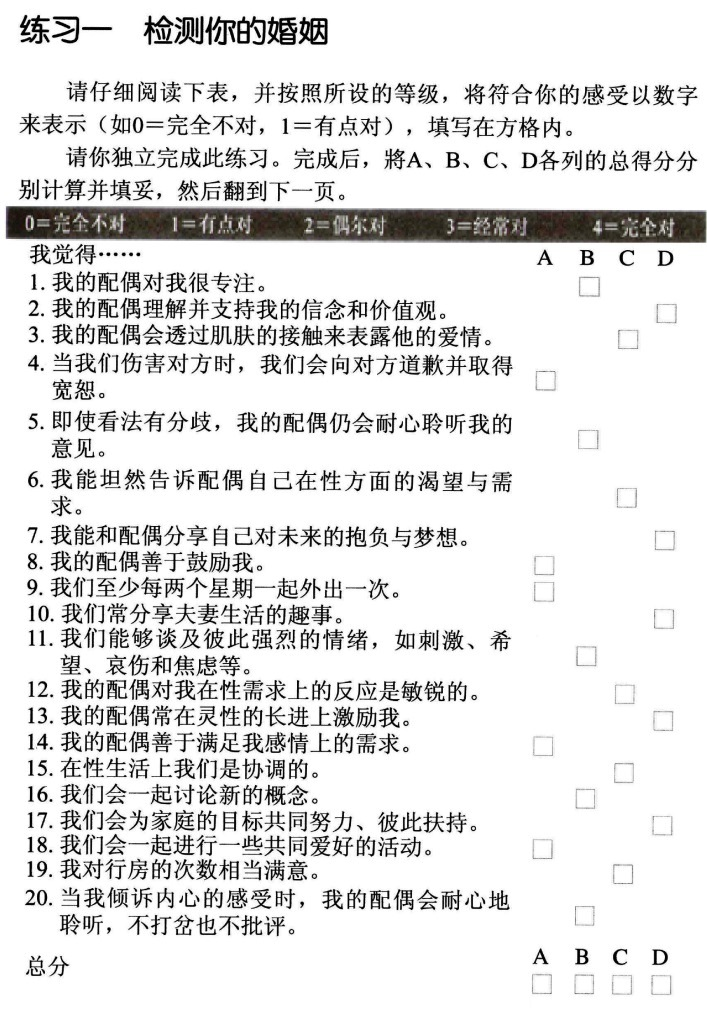 练习一 检测你的婚姻
请仔细阅读下表，并按照所设的等级，将符合你的感受以数字
来表示（如0＝完全不对，1＝有点对），填写在方格内。
请你独立完成此练习。完成后，將A、B、C、D各列的总得分分
别计算并填妥，然后翻到下一页。
0＝完全不对 1＝有点对 2＝偶尔对 3＝经常对 4＝完全对
我觉得…… A B C D
1. 我的配偶对我很专注。
2. 我的配偶理解并支持我的信念和价值观。
3. 我的配偶会透过肌肤的接触来表露他的爱情。
4. 当我们伤害对方时，我们会向对方道歉并取得
宽恕。
5. 即使看法有分歧，我的配偶仍会耐心聆听我的
意见。
6. 我能坦然告诉配偶自己在性方面的渴望与需
求。
7. 我能和配偶分享自己对未来的抱负与梦想。
8. 我的配偶善于鼓励我。
9. 我们至少每两个星期一起外出一次。
10. 我们常分享夫妻生活的趣事。
11. 我们能够谈及彼此强烈的情绪，如刺激、希
望、哀伤和焦虑等。
12. 我的配偶对我在性需求上的反应是敏锐的。
13. 我的配偶常在灵性的长进上激励我。
14. 我的配偶善于满足我感情上的需求。
15. 在性生活上我们是协调的。
16. 我们会一起讨论新的概念。
17. 我们会为家庭的目标共同努力、彼此扶持。
18. 我们会一起进行一些共同爱好的活动。
19. 我对行房的次数相当满意。
20. 当我倾诉内心的感受时，我的配偶会耐心地
聆听，不打岔也不批评。
总分 A B C D